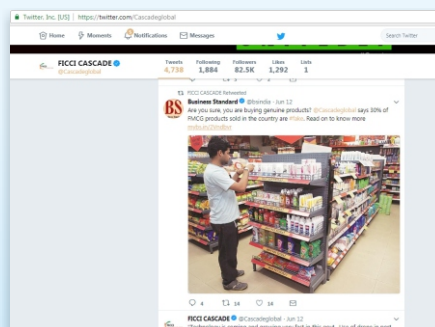 Twitter, Inc. [US] | https://twitter.com/Cascadeglobal
Home Moments Notifications Messages
Search Twitter
FICCI CASCADE
@Cascadeglobal
Tweets Following Followers Likes Lists
4,738 1,884 82.5K 1,292 1
FICCI CASCADE Retweeted
BS
Business Standard @bsindia · Jun 12
Are you sure, you are buying genuine products? @Cascadeglobal says 30% of
FMCG products sold in the country are #fake. Read on to know more
4 18 16
FICCI CASCADE @Cascadeglobal · Jun 12